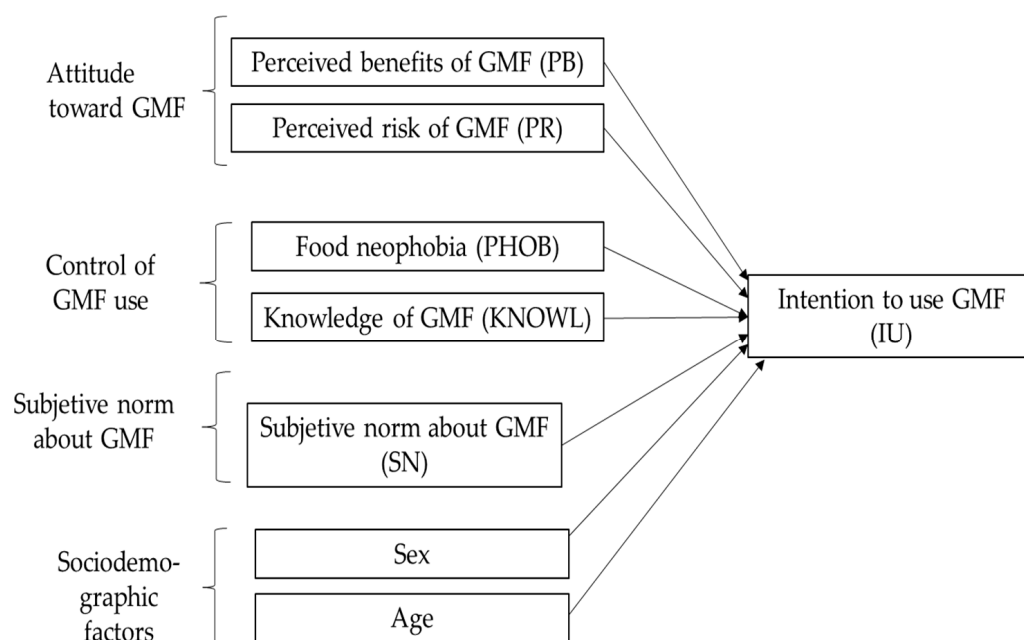 Attitude
toward GMF
Perceived benefits of GMF (PB)
Perceived risk of GMF (PR)
Control of
GMF use
Food neophobia (PHOB)
Knowledge of GMF (KNOWL)
Intention to use GMF
(IU)
Subjetive norm
about GMF
Subjetive norm about GMF
(SN)
Sociodemo-
graphic
factors
Sex
Age